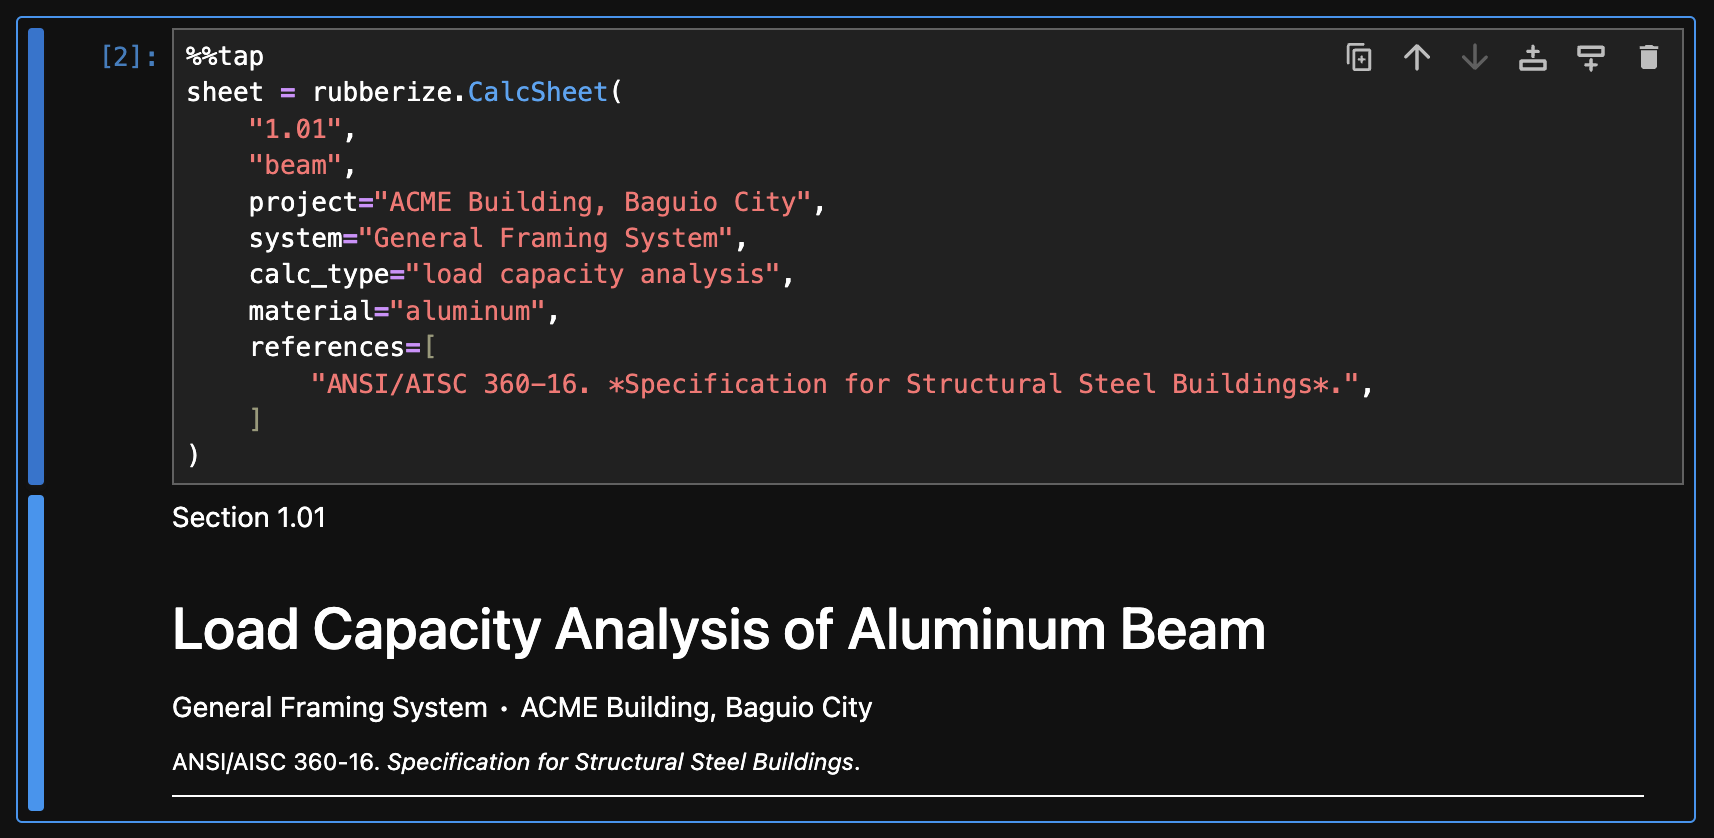 [2]:
%%tap
sheet = rubberize.CalcSheet(
    "1.01",
    "beam",
    project="ACME Building, Baguio City",
    system="General Framing System",
    calc_type="load capacity analysis",
    material="aluminum",
    references=[
        "ANSI/AISC 360-16. *Specification for Structural Steel Buildings*.",
    ]
)
Section 1.01
Load Capacity Analysis of Aluminum Beam
General Framing System • ACME Building, Baguio City
ANSI/AISC 360-16. Specification for Structural Steel Buildings.